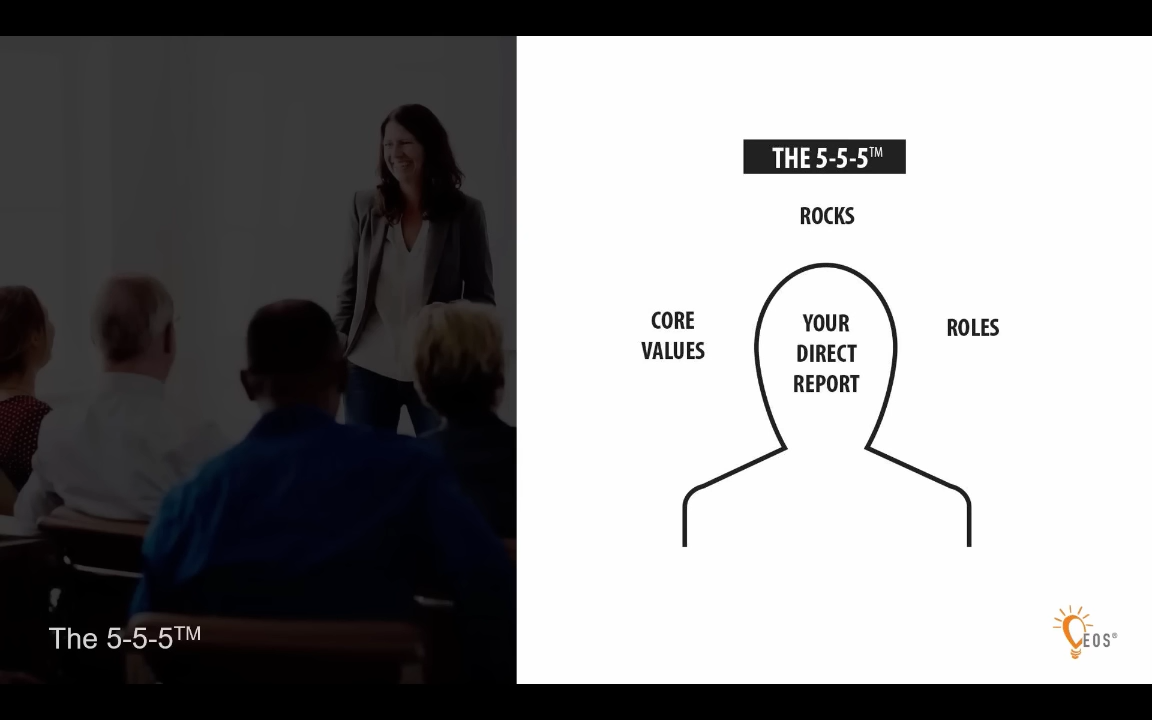 THE 5-5-5™
ROCKS
CORE
VALUES
YOUR
DIRECT
REPORT
ROLES
The 5-5-5™
EOS®